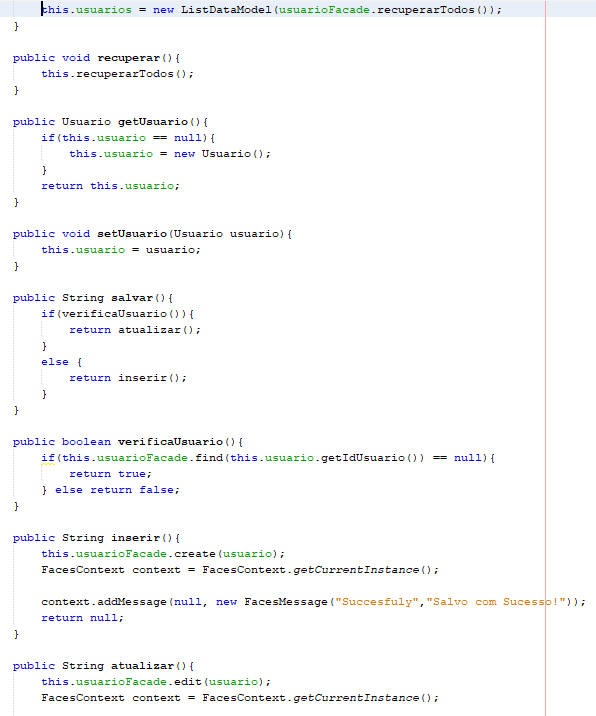 this.usuarios = new ListDataModel(usuarioFacade.recuperarTodos());
}
public void recuperar(){
this.recuperarTodos();
}
public Usuario getUsuario(){
if(this.usuario == null){
this.usuario = new Usuario();
}
return this.usuario;
}
public void setUsuario(Usuario usuario){
this.usuario = usuario;
}
public String salvar(){
if(verificaUsuario()){
return atualizar();
}
else {
return inserir();
}
}
public boolean verificaUsuario(){
if(this.usuarioFacade.find(this.usuario.getIdUsuario()) == null){
return true;
} else return false;
}
public String inserir(){
this.usuarioFacade.create(usuario);
FacesContext context = FacesContext.getCurrentInstance();
context.addMessage(null, new FacesMessage("Succesfuly","Salvo com Sucesso!"));
return null;
}
public String atualizar(){
this.usuarioFacade.edit(usuario);
FacesContext context = FacesContext.getCurrentInstance();